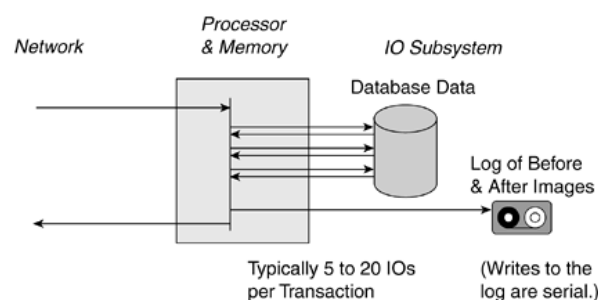 Network
Processor
& Memory
IO Subsystem
Database Data
Log of Before
& After Images
Typically 5 to 20 IOs
per Transaction
(Writes to the
log are serial.)